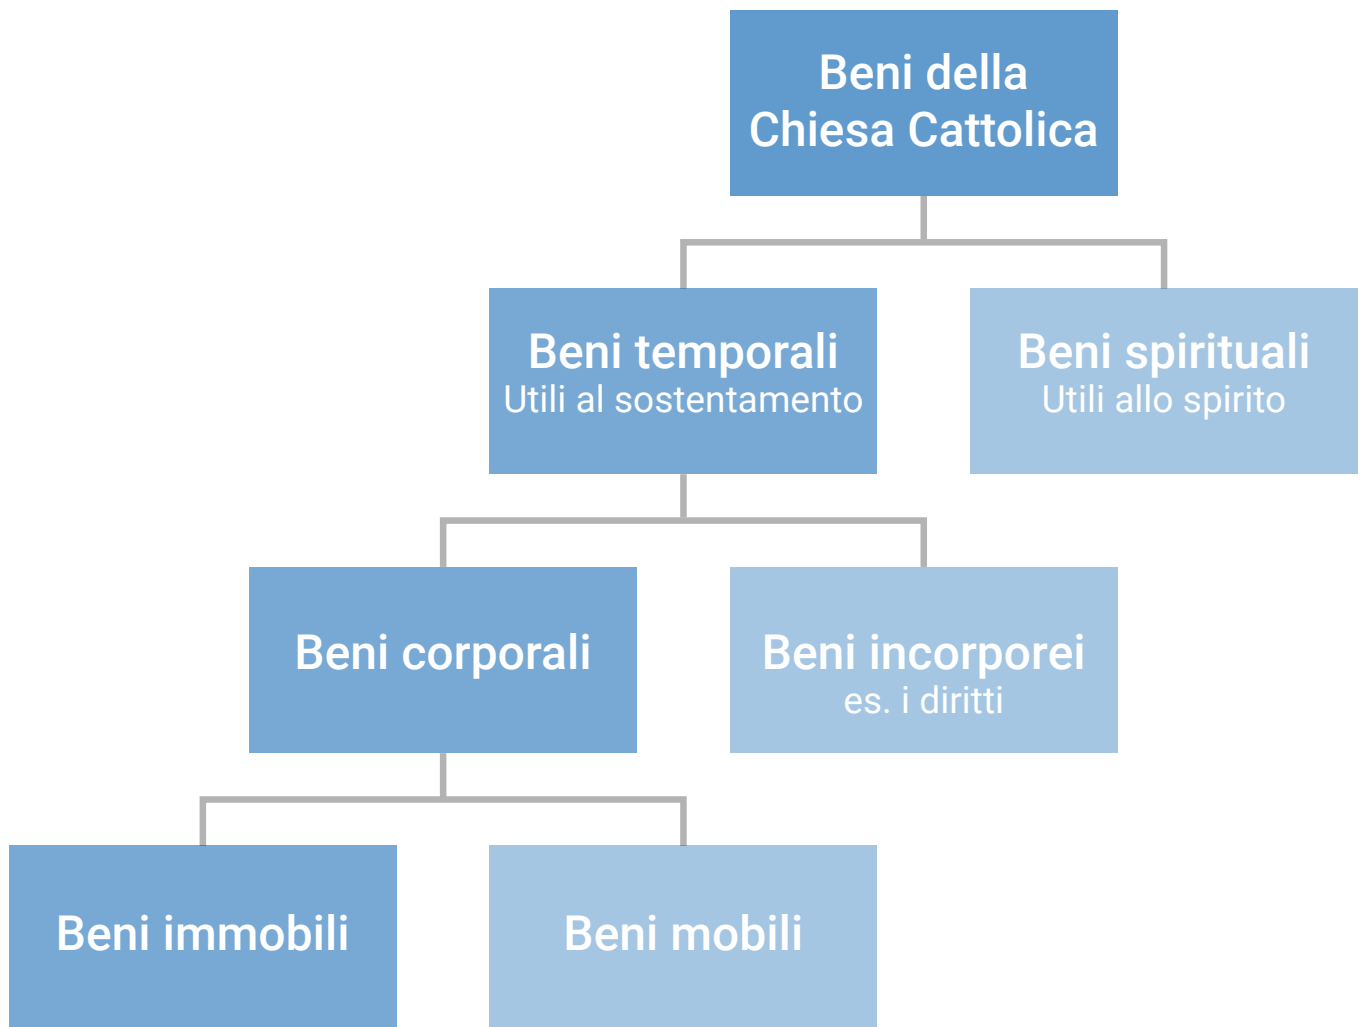 Beni della
Chiesa Cattolica
Beni temporali
Utili al sostentamento
Beni spirituali
Utili allo spirito
Beni corporali
Beni incorporei
es. i diritti
Beni immobili
Beni mobili